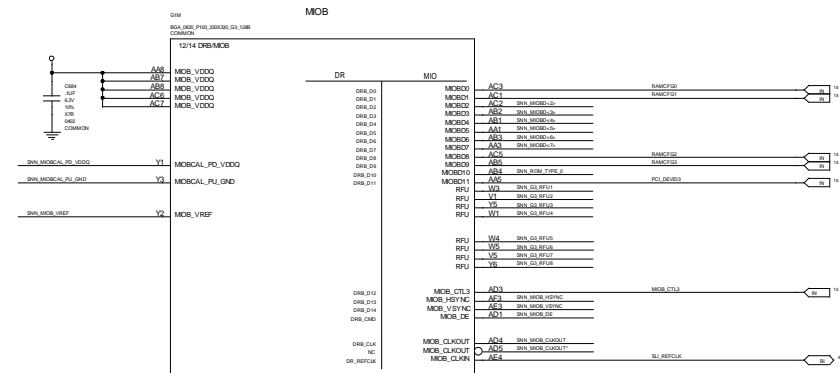 MIOB
G1M
BGA_0820_P100_330X330_G3_128B
COMMON
12/14 DRB/MIOB
DR MIO
AA8 MIOB_VDDQ
AB7 MIOB_VDDQ
AB8 MIOB_VDDQ
AC6 MIOB_VDDQ
AC7 MIOB_VDDQ
C684
.1UF
6.3V
10%
X7R
0402
COMMON
SNN_MIOBCAL_PD_VDDQ Y1 MIOBCAL_PD_VDDQ
SNN_MIOBCAL_PU_GND Y3 MIOBCAL_PU_GND
SNN_MIOB_VREF Y2 MIOB_VREF
DRB_D0
DRB_D1
DRB_D2
DRB_D3
DRB_D4
DRB_D5
DRB_D6
DRB_D7
DRB_D8
DRB_D9
DRB_D10
DRB_D11
DRB_D12
DRB_D13
DRB_D14
DRB_CMD
DRB_CLK
NC
DR_REFCLK
MIOBD0 AC3 RAMCFG0 IN
MIOBD1 AC1 RAMCFG1 IN
MIOBD2 AC2 SNN_MIOBD<2>
MIOBD3 AB2 SNN_MIOBD<3>
MIOBD4 AB1 SNN_MIOBD<4>
MIOBD5 AA1 SNN_MIOBD<5>
MIOBD6 AB3 SNN_MIOBD<6>
MIOBD7 AA3 SNN_MIOBD<7>
MIOBD8 AC5 RAMCFG2 IN
MIOBD9 AB5 RAMCFG3 IN
MIOBD10 AB4 SNN_ROM_TYPE_0
MIOBD11 AA5 PCI_DEVID3 IN
RFU W3 SNN_G3_RFU1
RFU V1 SNN_G3_RFU2
RFU Y5 SNN_G3_RFU3
RFU W1 SNN_G3_RFU4
RFU W4 SNN_G3_RFU5
RFU W5 SNN_G3_RFU6
RFU V5 SNN_G3_RFU7
RFU Y6 SNN_G3_RFU8
MIOB_CTL3 AD3 MIOB_CTL3 IN
MIOB_HSYNC AF3 SNN_MIOB_HSYNC
MIOB_VSYNC AE3 SNN_MIOB_VSYNC
MIOB_DE AD1 SNN_MIOB_DE
MIOB_CLKOUT AD4 SNN_MIOB_CLKOUT
MIOB_CLKOUT AD5 SNN_MIOB_CLKOUT*
MIOB_CLKIN AE4 SLI_REFCLK BI